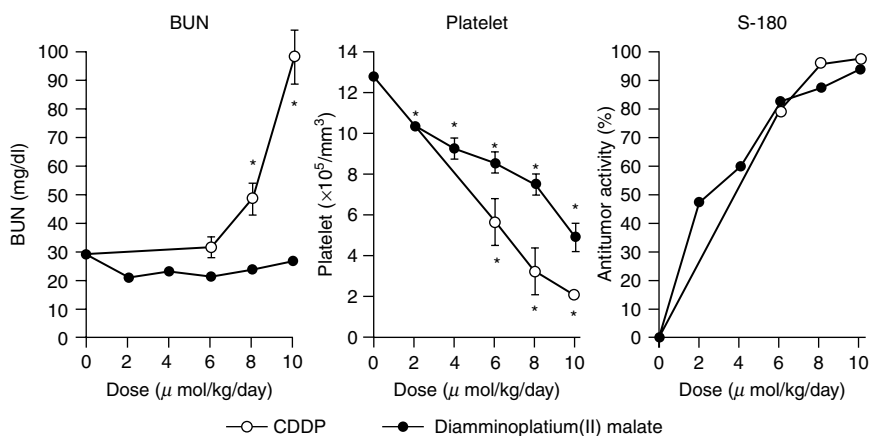 BUN
BUN (mg/dl)
100
90
80
70
60
50
40
30
20
10
0
0 2 4 6 8 10
Dose (μ mol/kg/day)
*
*
Platelet
Platelet (×10⁵/mm³)
14
12
10
8
6
4
2
0
0 2 4 6 8 10
Dose (μ mol/kg/day)
* * * * *
* * *
S-180
Antitumor activity (%)
100
90
80
70
60
50
40
30
20
10
0
0 2 4 6 8 10
Dose (μ mol/kg/day)
CDDP
Diamminoplatium(II) malate